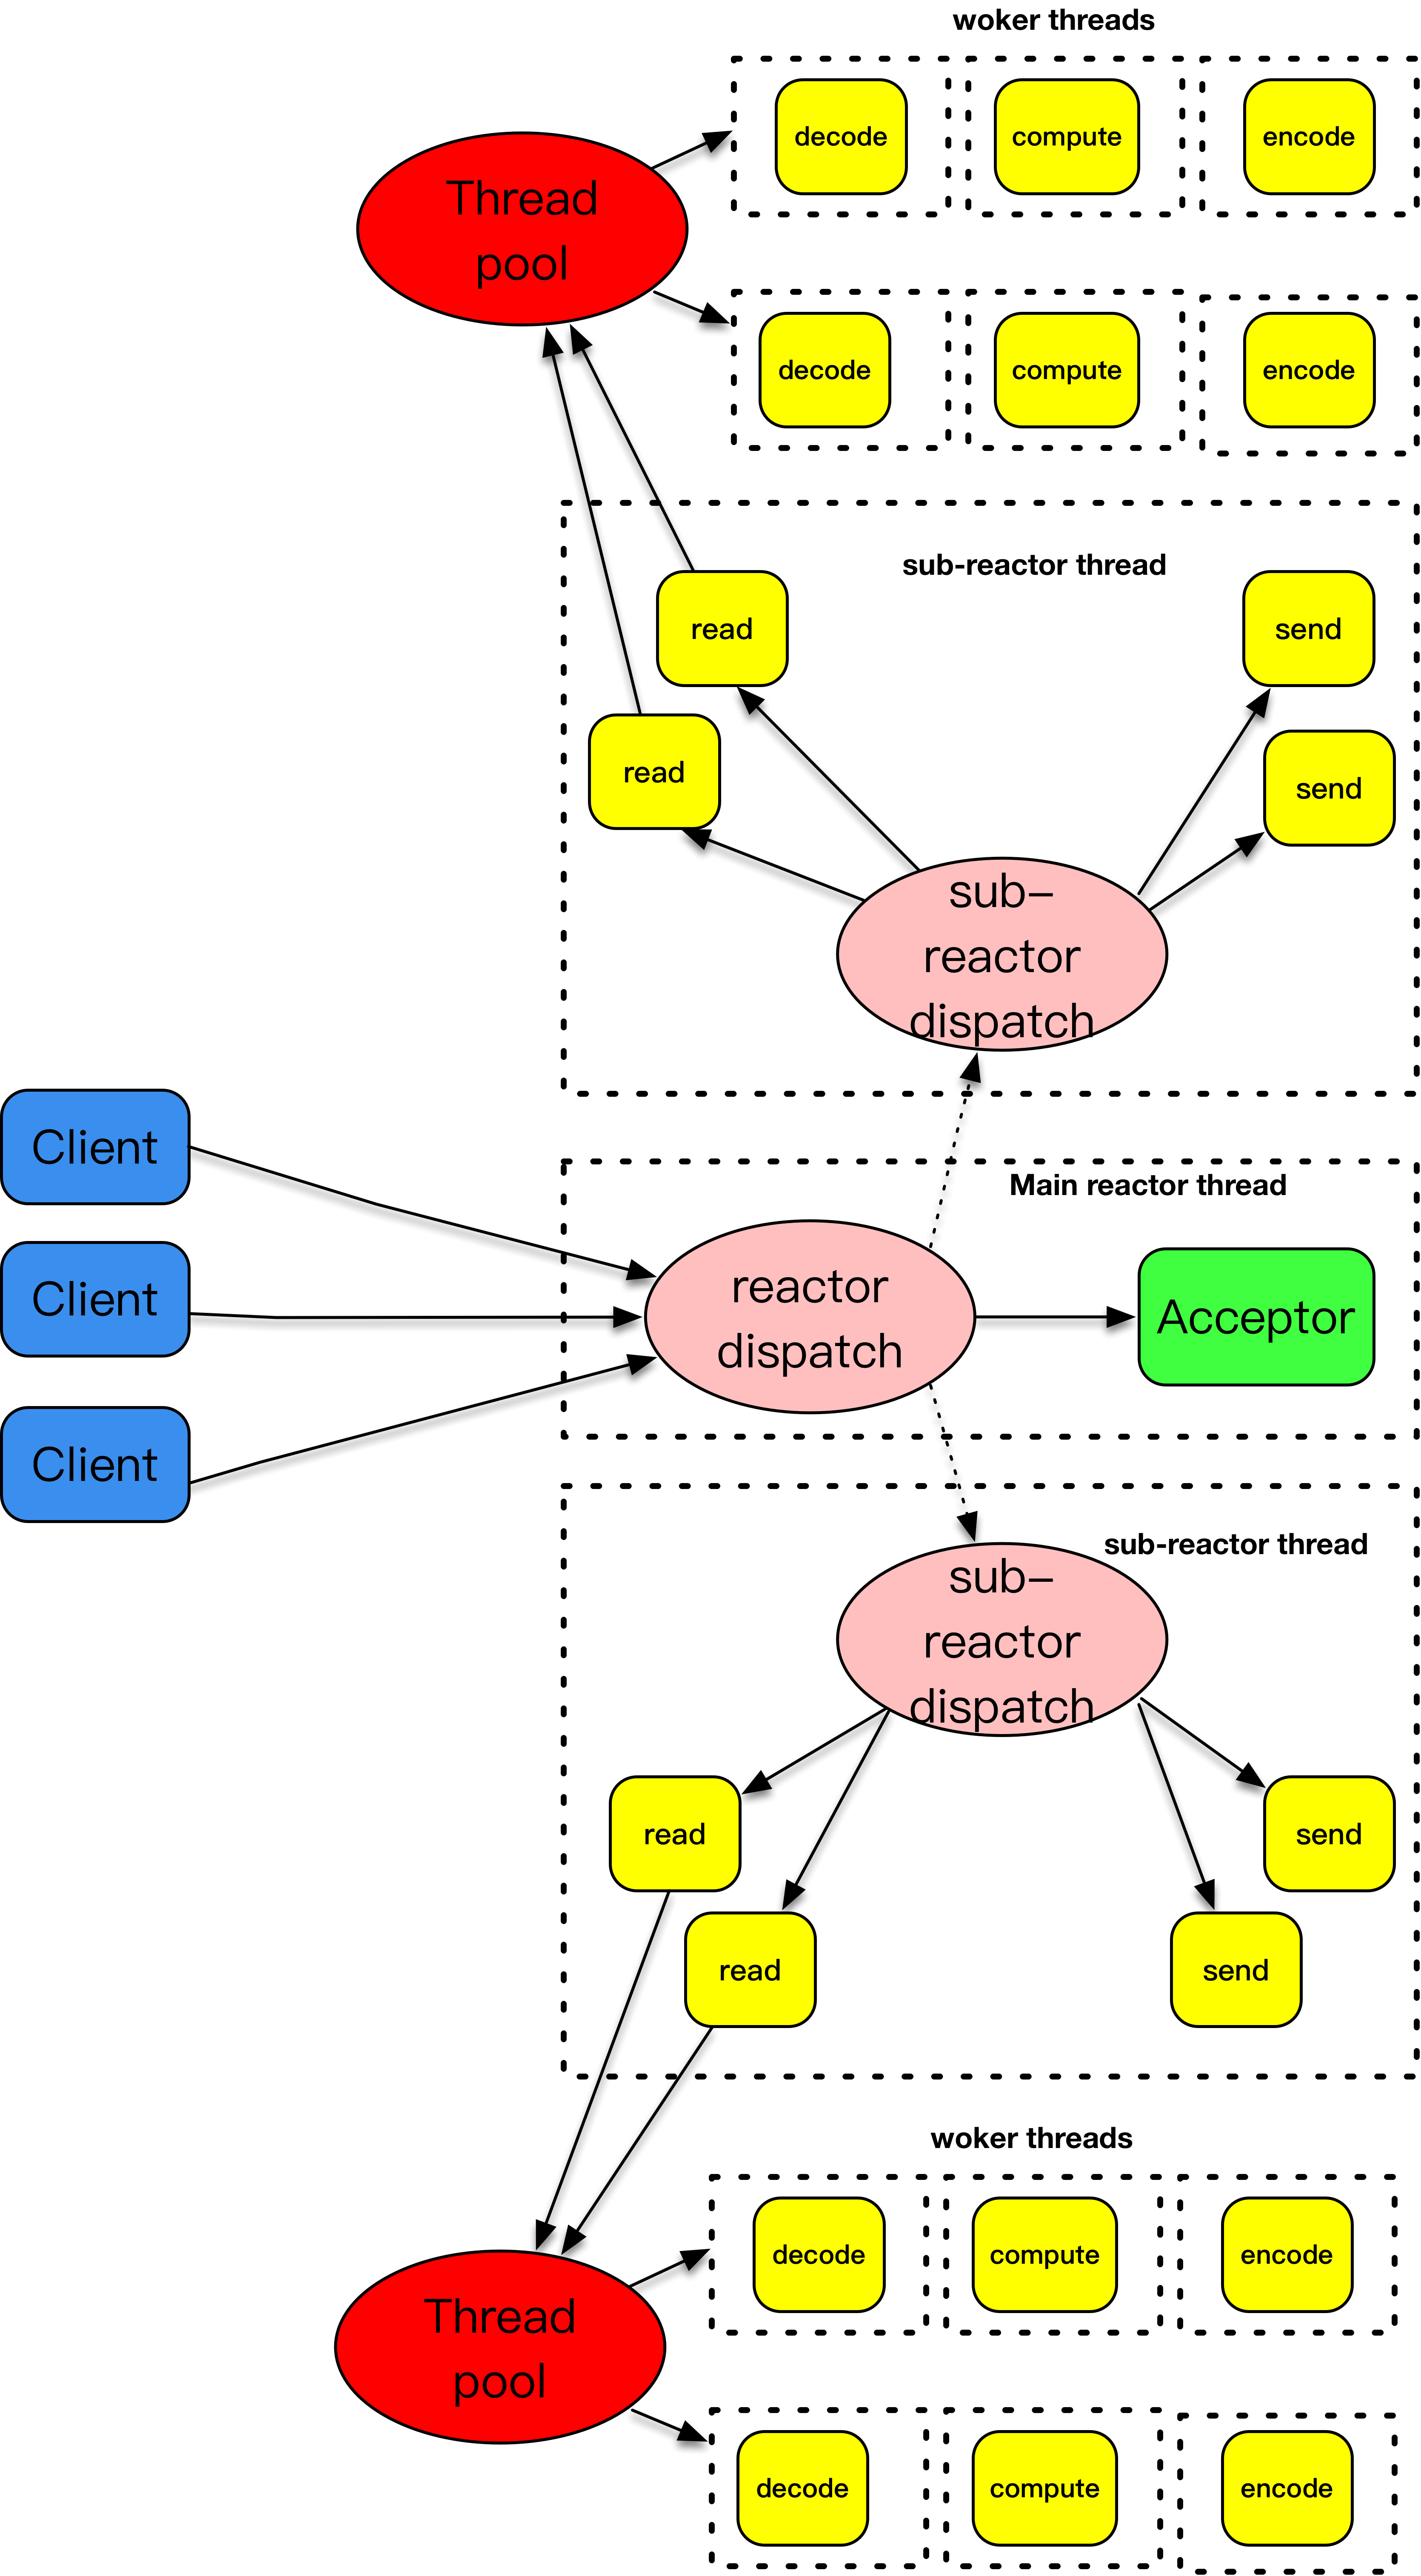 woker threads
decode
compute
encode
Thread
pool
decode
compute
encode
sub-reactor thread
read
send
read
send
sub-
reactor
dispatch
Client
Main reactor thread
Client
reactor
dispatch
Acceptor
Client
sub-reactor thread
sub-
reactor
dispatch
read
send
read
send
woker threads
decode
compute
encode
Thread
pool
decode
compute
encode